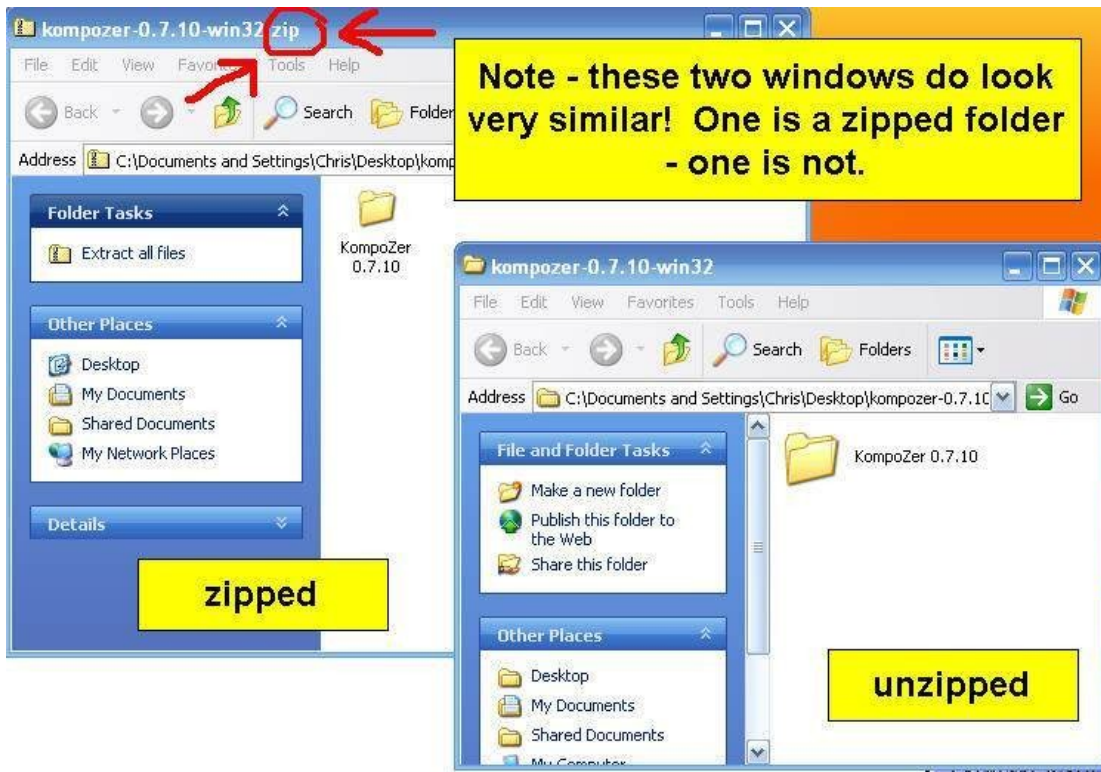 kompozer-0.7.10-win32.zip
File Edit View Favorites Tools Help
Back Search Folder
Address C:\Documents and Settings\Chris\Desktop\komp
Note - these two windows do look
very similar! One is a zipped folder
- one is not.
Folder Tasks
Extract all files
Other Places
Desktop
My Documents
Shared Documents
My Network Places
Details
KompoZer
0.7.10
zipped
kompozer-0.7.10-win32
File Edit View Favorites Tools Help
Back Search Folders
Address C:\Documents and Settings\Chris\Desktop\kompozer-0.7.10 Go
File and Folder Tasks
Make a new folder
Publish this folder to
the Web
Share this folder
Other Places
Desktop
My Documents
Shared Documents
My Computer
KompoZer 0.7.10
unzipped